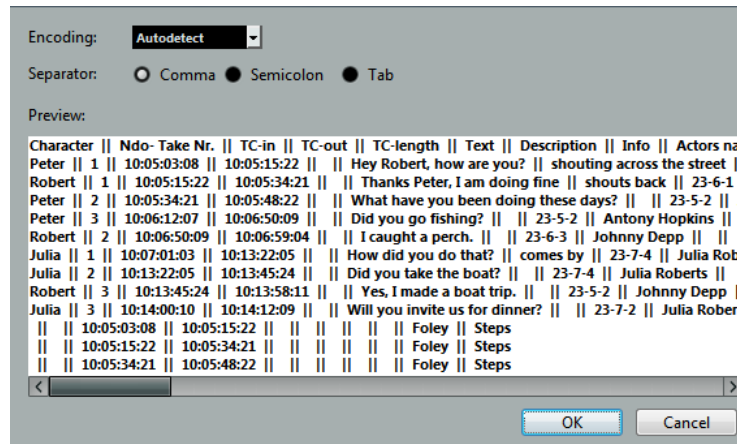 Encoding: Autodetect
Separator: Comma Semicolon Tab
Preview:
Character || Ndo- Take Nr. || TC-in || TC-out || TC-length || Text || Description || Info || Actors na
Peter || 1 || 10:05:03:08 || 10:05:15:22 || || Hey Robert, how are you? || shouting across the street |
Robert || 1 || 10:05:15:22 || 10:05:34:21 || || Thanks Peter, I am doing fine || shouts back || 23-6-1
Peter || 2 || 10:05:34:21 || 10:05:48:22 || || What have you been doing these days? || || 23-5-2 ||
Peter || 3 || 10:06:12:07 || 10:06:50:09 || || Did you go fishing? || || 23-5-2 || Antony Hopkins ||
Robert || 2 || 10:06:50:09 || 10:06:59:04 || || I caught a perch. || || 23-6-3 || Johnny Depp || ||
Julia || 1 || 10:07:01:03 || 10:13:22:05 || || How did you do that? || comes by || 23-7-4 || Julia Rob
Julia || 2 || 10:13:22:05 || 10:13:45:24 || || Did you take the boat? || || 23-7-4 || Julia Roberts ||
Robert || 3 || 10:13:45:24 || 10:13:58:11 || || Yes, I made a boat trip. || || 23-5-2 || Johnny Depp |
Julia || 3 || 10:14:00:10 || 10:14:12:09 || || Will you invite us for dinner? || || 23-7-2 || Julia Rober
|| || 10:05:03:08 || 10:05:15:22 || || || || || || Foley || Steps
|| || 10:05:15:22 || 10:05:34:21 || || || || || || Foley || Steps
|| || 10:05:34:21 || 10:05:48:22 || || || || || || Foley || Steps
OK Cancel